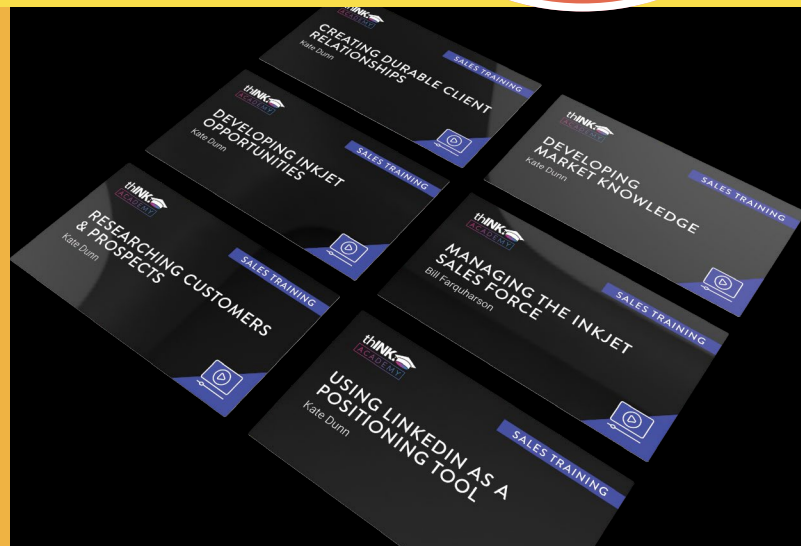 thINK
ACADEMY
CREATING DURABLE CLIENT
RELATIONSHIPS
Kate Dunn
SALES TRAINING
thINK
ACADEMY
DEVELOPING INKJET
OPPORTUNITIES
Kate Dunn
SALES TRAINING
thINK
ACADEMY
RESEARCHING CUSTOMERS
& PROSPECTS
Kate Dunn
SALES TRAINING
thINK
ACADEMY
DEVELOPING
MARKET KNOWLEDGE
Kate Dunn
SALES TRAINING
thINK
ACADEMY
MANAGING THE INKJET
SALES FORCE
Bill Farquharson
SALES TRAINING
thINK
ACADEMY
USING LINKEDIN AS A
POSITIONING TOOL
Kate Dunn
SALES TRAINING